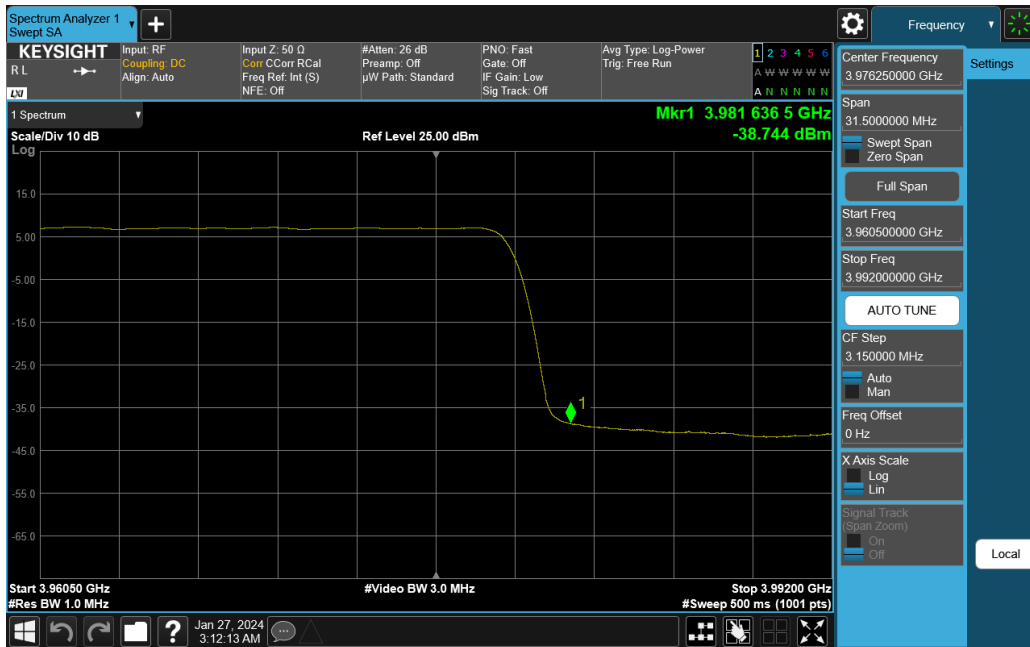 Spectrum Analyzer 1
Swept SA
Frequency
KEYSIGHT
R L
LXI
Input: RF
Coupling: DC
Align: Auto
Input Z: 50 Ω
Corr CCorr RCal
Freq Ref: Int (S)
NFE: Off
#Atten: 26 dB
Preamp: Off
µW Path: Standard
PNO: Fast
Gate: Off
IF Gain: Low
Sig Track: Off
Avg Type: Log-Power
Trig: Free Run
1 2 3 4 5 6
A W W W W W
A N N N N N
1 Spectrum
Scale/Div 10 dB
Ref Level 25.00 dBm
Mkr1 3.981 636 5 GHz
-38.744 dBm
Log
15.0
5.00
-5.00
-15.0
-25.0
-35.0
-45.0
-55.0
-65.0
1
Start 3.96050 GHz
#Video BW 3.0 MHz
Stop 3.99200 GHz
#Res BW 1.0 MHz
#Sweep 500 ms (1001 pts)
Jan 27, 2024
3:12:13 AM
Center Frequency
3.976250000 GHz
Settings
Span
31.5000000 MHz
Swept Span
Zero Span
Full Span
Start Freq
3.960500000 GHz
Stop Freq
3.992000000 GHz
AUTO TUNE
CF Step
3.150000 MHz
Auto
Man
Freq Offset
0 Hz
X Axis Scale
Log
Lin
Signal Track
(Span Zoom)
On
Off
Local